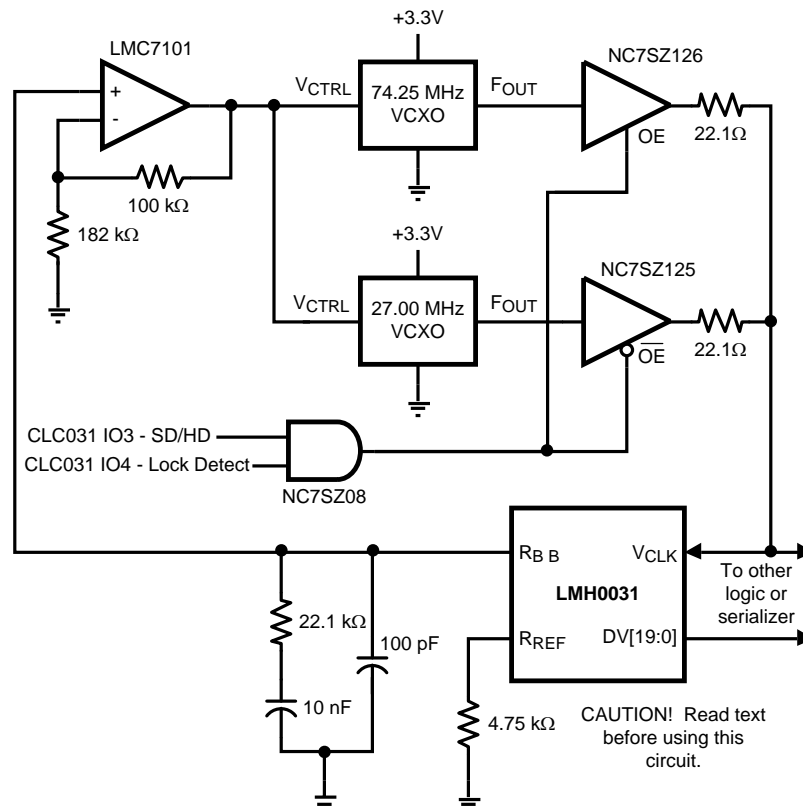 +3.3V
LMC7101
NC7SZ126
+
-
VCTRL
74.25 MHz
VCXO
FOUT
OE
22.1Ω
100 kΩ
182 kΩ
+3.3V
NC7SZ125
VCTRL
27.00 MHz
VCXO
FOUT
OE
22.1Ω
CLC031 IO3 - SD/HD
CLC031 IO4 - Lock Detect
NC7SZ08
RB B
VCLK
LMH0031
To other
logic or
serializer
RREF
DV[19:0]
22.1 kΩ
100 pF
10 nF
4.75 kΩ
CAUTION! Read text
before using this
circuit.